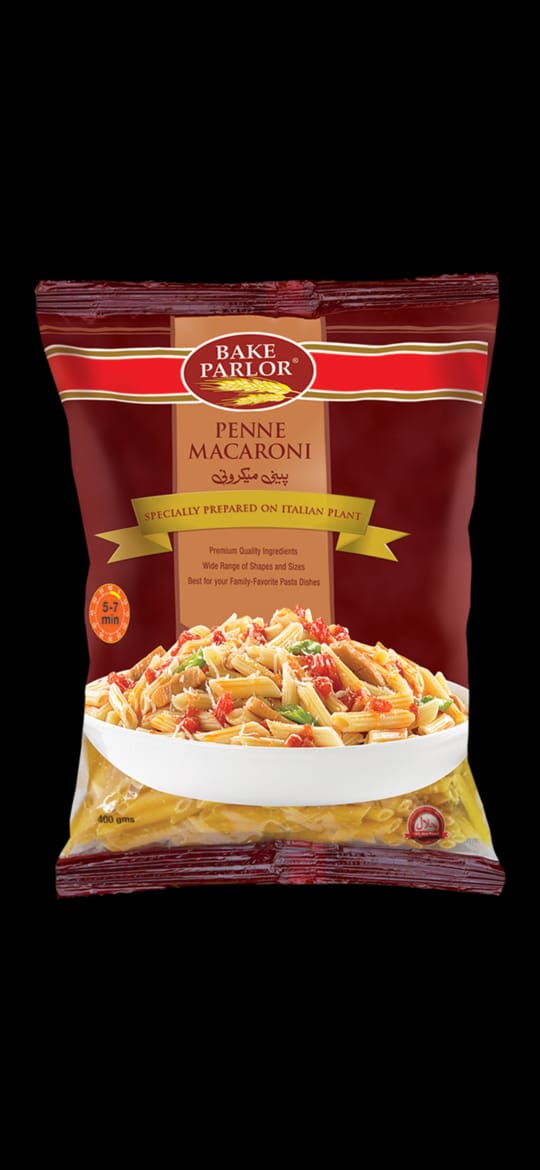 BAKE
PARLOR®
PENNE
MACARONI
پینی میکرونی
SPECIALLY PREPARED ON ITALIAN PLANT
Premium Quality Ingredients
Wide Range of Shapes and Sizes
Best for your Family-Favorite Pasta Dishes
5-7
min
400 gms
حلال